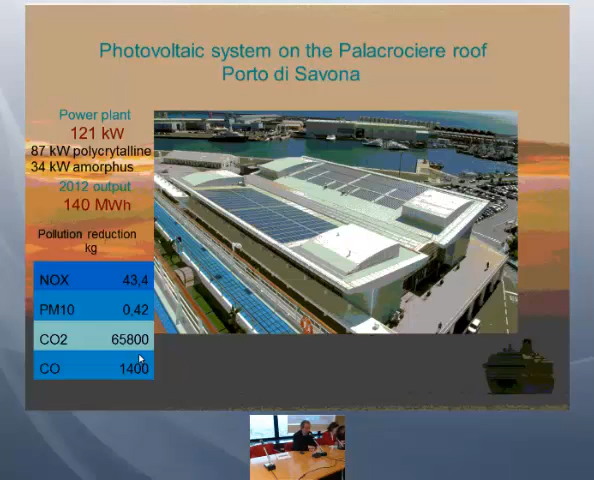 Photovoltaic system on the Palacrociere roof
Porto di Savona
Power plant
121 kW
87 kW polycrytalline
34 kW amorphus
2012 output
140 MWh
Pollution reduction
kg
NOX 43,4
PM10 0,42
CO2 65800
CO 1400